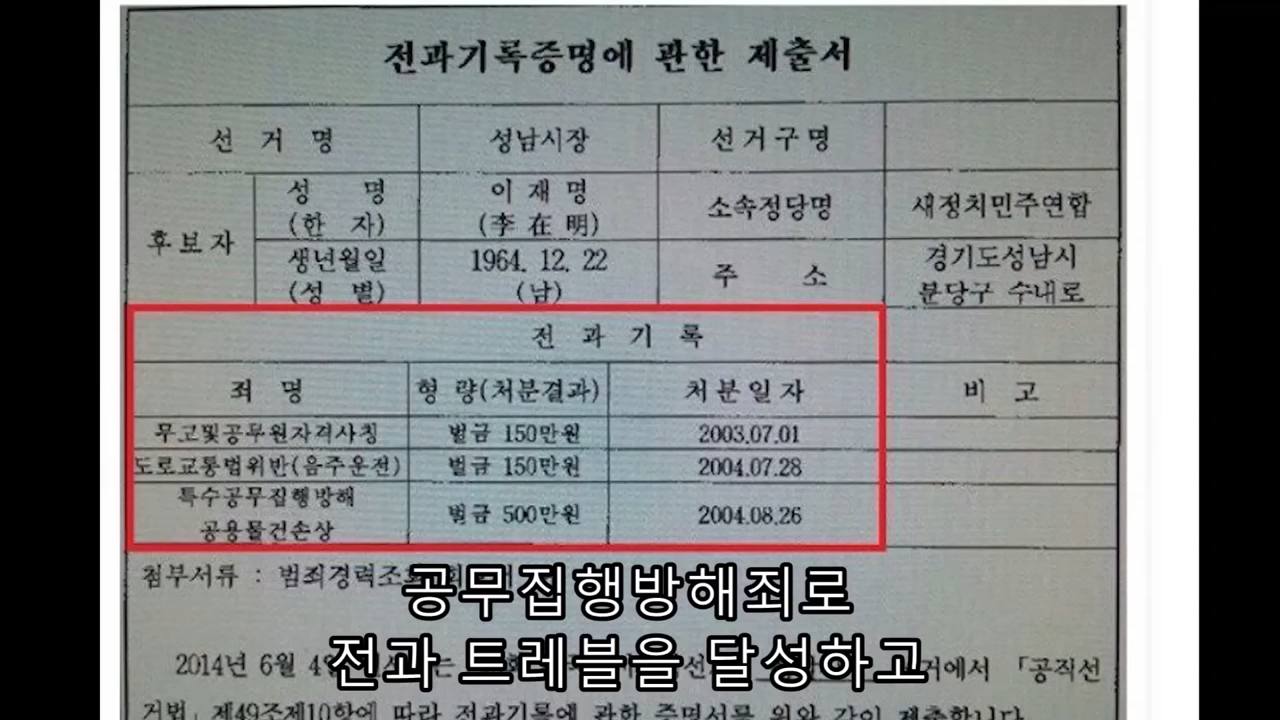 전과기록증명에 관한 제출서
선 거 명 성남시장 선거구명
후보자 성 명 (한 자) 이 재 명 (李 在 明) 소속정당명 새정치민주연합
생년월일 (성 별) 1964. 12. 22 (남) 주 소 경기도성남시 분당구 수내로
전 과 기 록
죄 명 형 량(처분결과) 처분일자 비 고
무고및공무원자격사칭 벌금 150만원 2003.07.01
도로교통법위반(음주운전) 벌금 150만원 2004.07.28
특수공무집행방해
공용물건손상 벌금 500만원 2004.08.26
첨부서류 : 범죄경력조회
공무집행방해죄로
전과 트레블을 달성하고
2014년 6월 4일 거에서 「공직선
거법」제49조제10항에 따라 전과기록에 관한 증명서를 위와 같이 제출합니다.